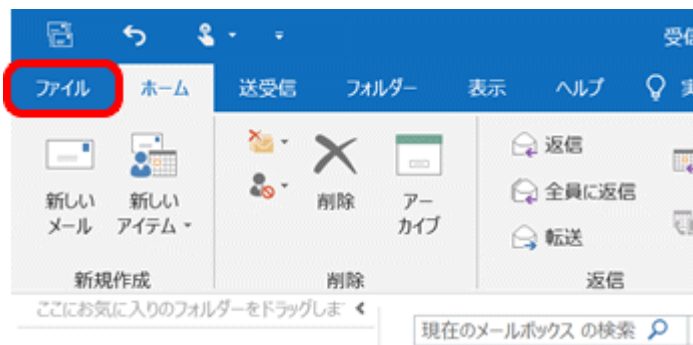 受信
ファイル ホーム 送受信 フォルダー 表示 ヘルプ
新しい
メール
新しい
アイテム
削除
アー
カイブ
返信
全員に返信
転送
新規作成 削除 返信
ここにお気に入りのフォルダーをドラッグしま
現在のメールボックス の検索